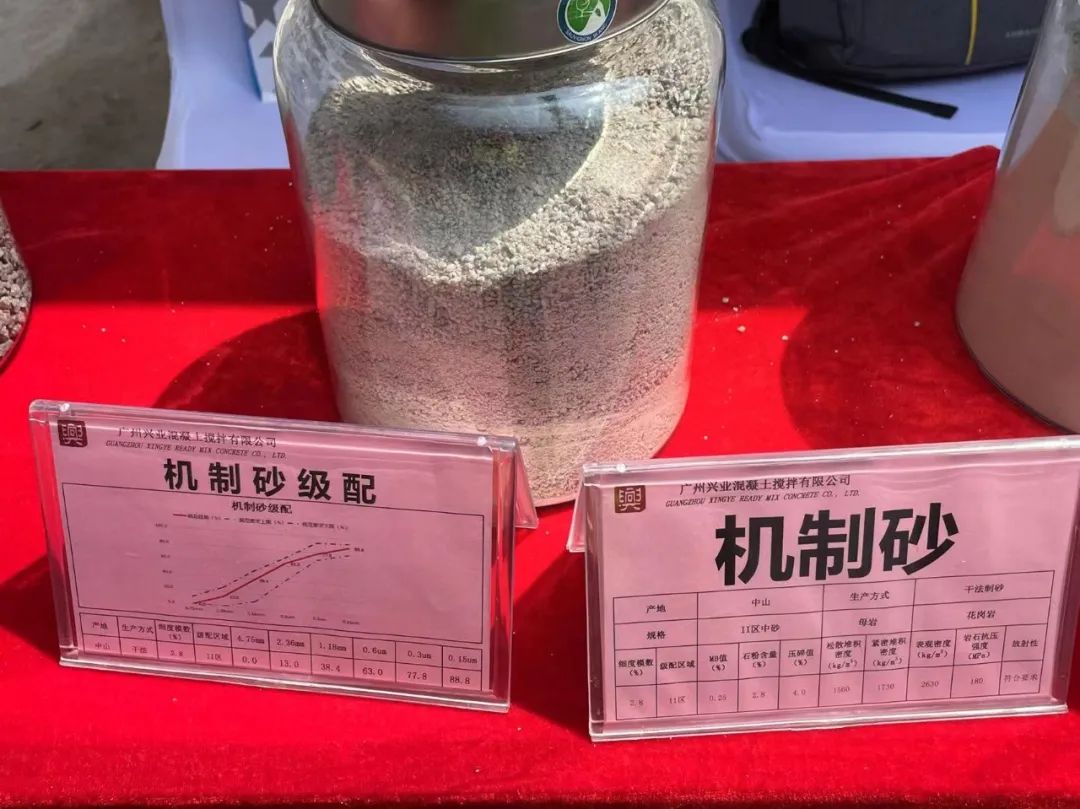 广州兴业混凝土搅拌有限公司
GUANGZHOU XINGYE READY MIX CONCRETE CO., LTD.
机制砂级配
机制砂级配
产地 生产方式 细度模数(%) 级配区域 4.75mm 2.36mm 1.18mm 0.6um 0.3um 0.15um
中山 干法 2.8 II区 0.0 13.0 38.4 63.0 77.8 88.8
广州兴业混凝土搅拌有限公司
GUANGZHOU XINGYE READY MIX CONCRETE CO., LTD.
机制砂
产地 中山 生产方式 干法制砂
规格 II区中砂 母岩 花岗岩
细度模数(%) 级配区域 MB值(%) 石粉含量(%) 压碎值(%) 松散堆积密度(kg/m³) 紧密堆积密度(kg/m³) 表观密度(kg/m³) 岩石抗压强度(MPa) 放射性
2.8 II区 0.25 2.8 4.0 1560 1730 2630 180 符合要求